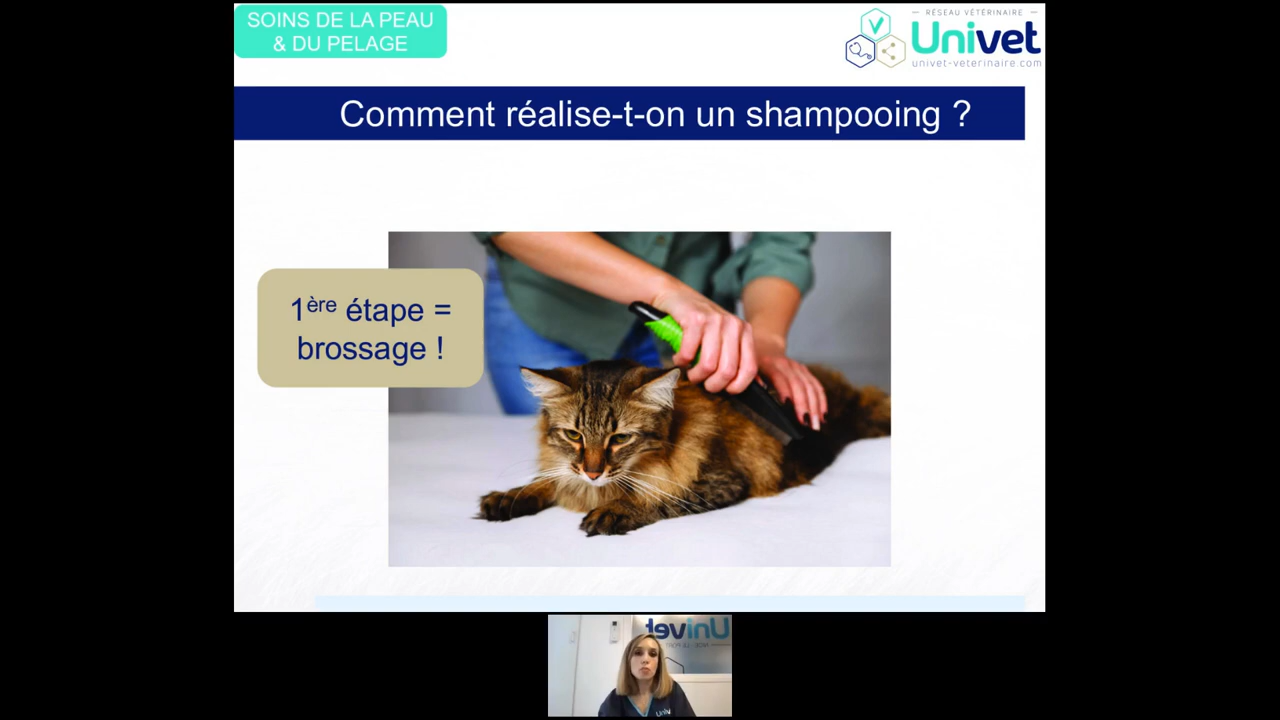 SOINS DE LA PEAU
& DU PELAGE
RÉSEAU VÉTÉRINAIRE
Univet
univet-veterinaire.com
Comment réalise-t-on un shampooing ?
1ère étape =
brossage !
Univet